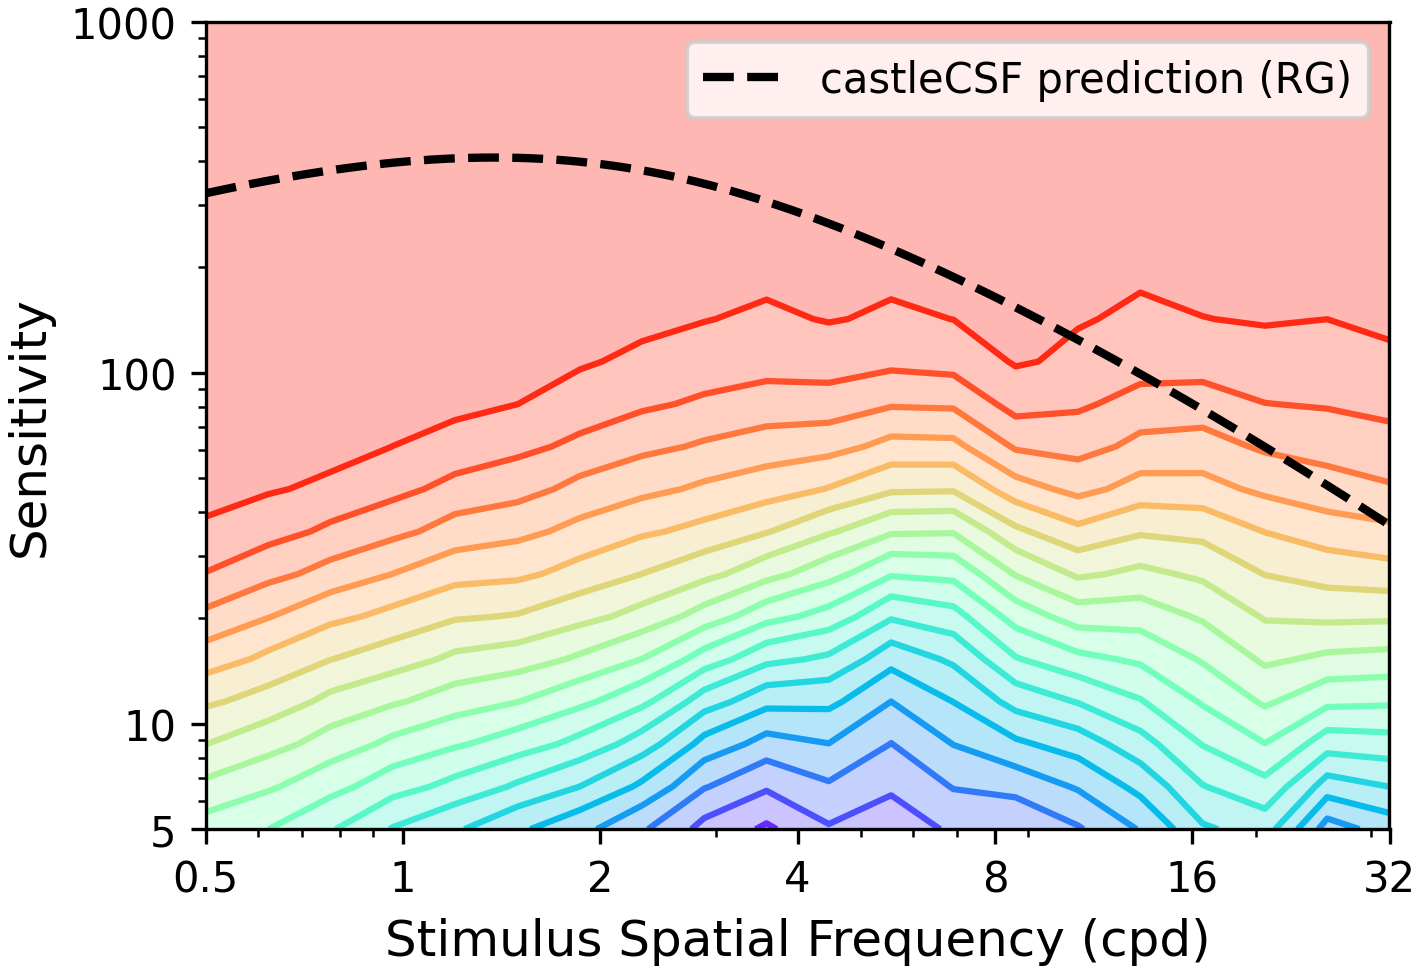 1000
castleCSF prediction (RG)
Sensitivity
100
10
5
0.5 1 2 4 8 16 32
Stimulus Spatial Frequency (cpd)